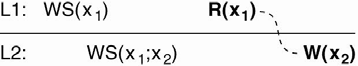 L1: WS(x₁) R(x₁)
L2: WS(x₁;x₂) W(x₂)